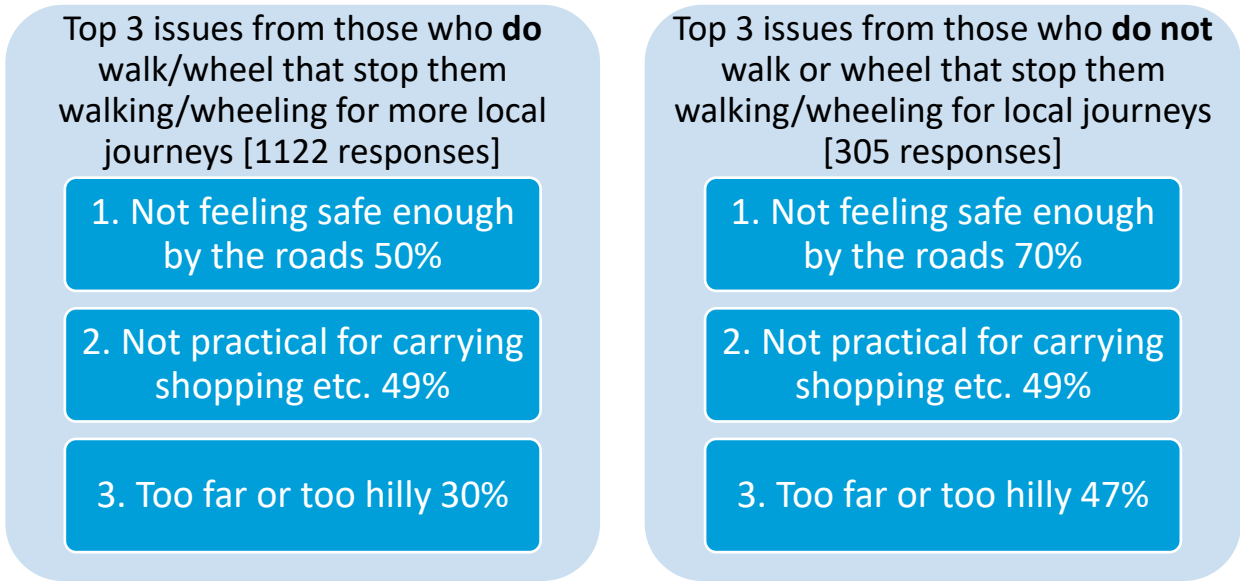 Top 3 issues from those who do
walk/wheel that stop them
walking/wheeling for more local
journeys [1122 responses]
1. Not feeling safe enough
by the roads 50%
2. Not practical for carrying
shopping etc. 49%
3. Too far or too hilly 30%
Top 3 issues from those who do not
walk or wheel that stop them
walking/wheeling for local journeys
[305 responses]
1. Not feeling safe enough
by the roads 70%
2. Not practical for carrying
shopping etc. 49%
3. Too far or too hilly 47%